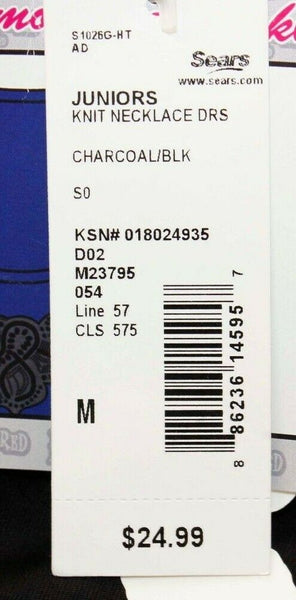 S1026G-HT
AD
Sears
www.sears.com
JUNIORS
KNIT NECKLACE DRS
CHARCOAL/BLK
S0
KSN# 018024935
D02
M23795
054
Line 57
CLS 575
M
8 86236 14595 7
$24.99
RED